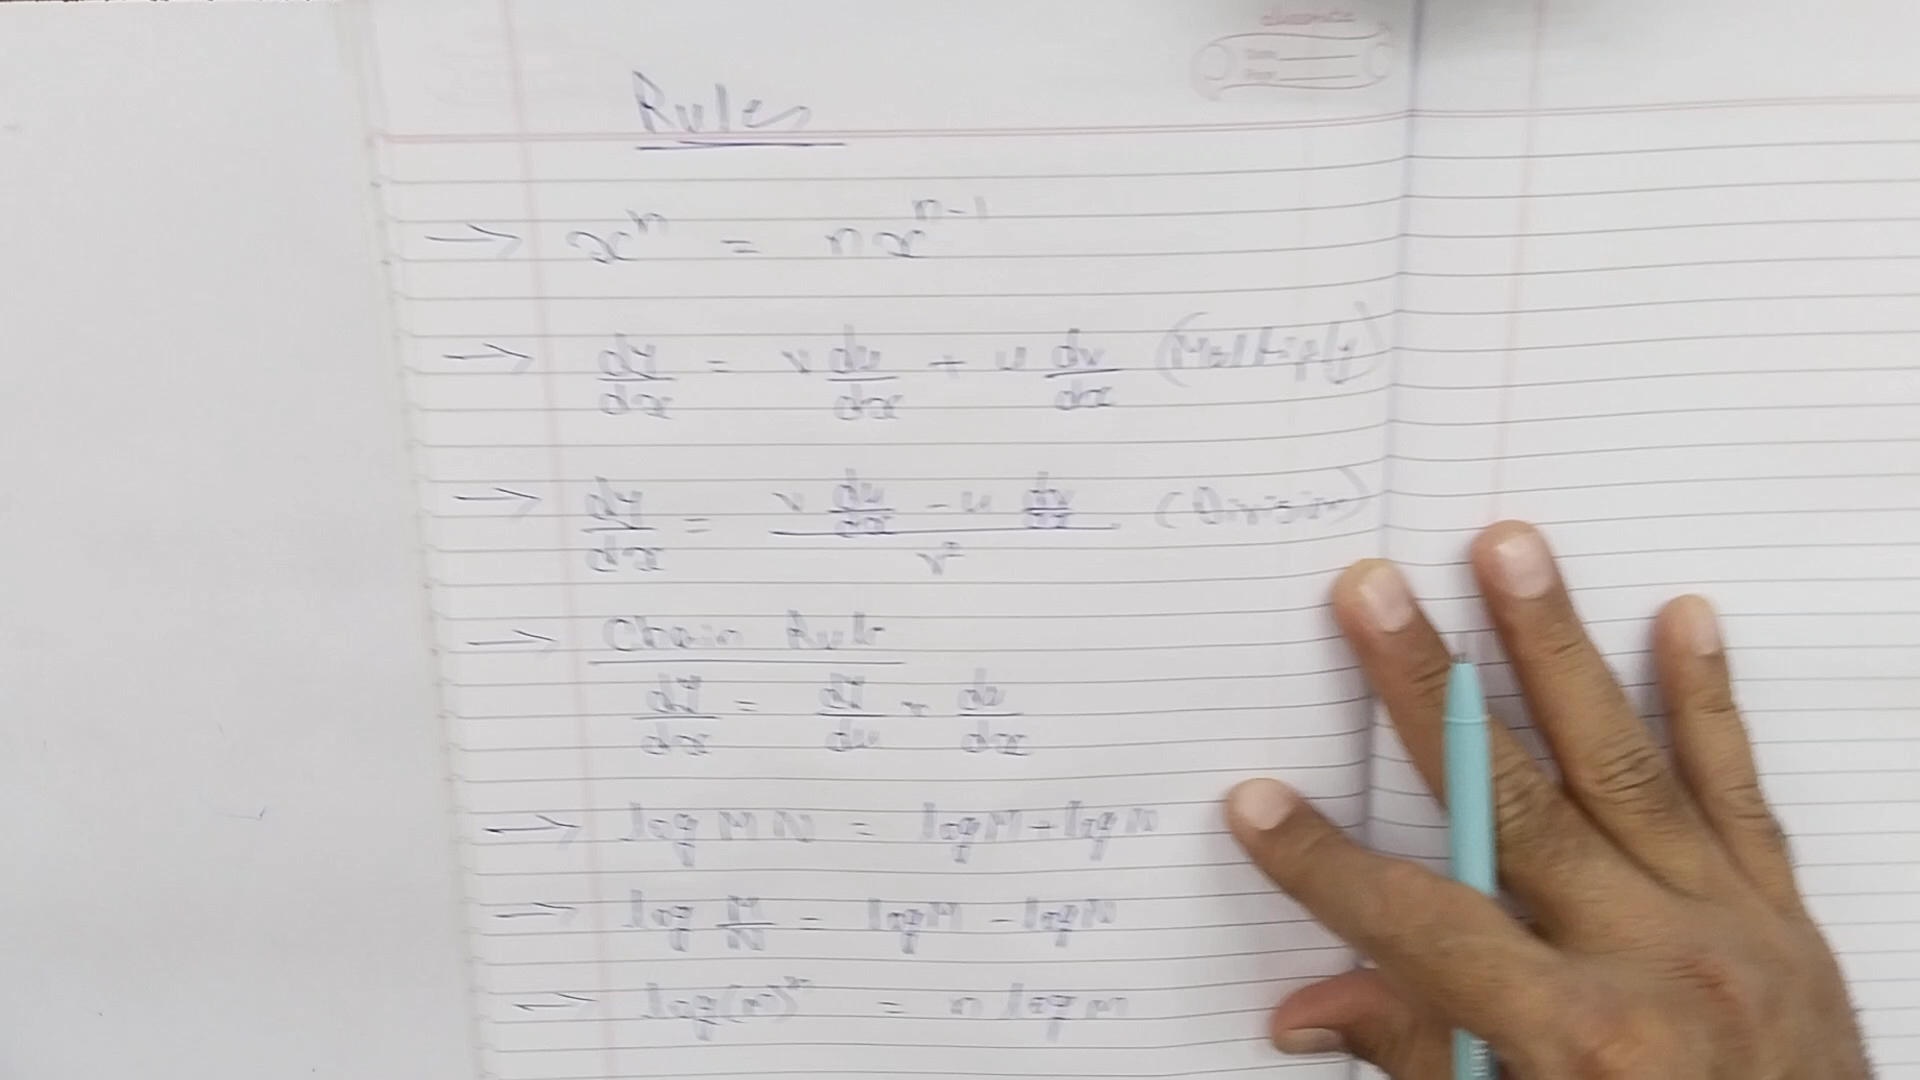 Rules
→ xⁿ = n xⁿ⁻¹
→ dy/dx = v du/dx + u dv/dx (Multiply)
→ dy/dx = (v du/dx - u dv/dx)/v² (Division)
→ Chain Rule
dy/dx = dy/du × du/dx
→ log MN = log M + log N
→ log M/N = log M - log N
→ log(m)ⁿ = n log m